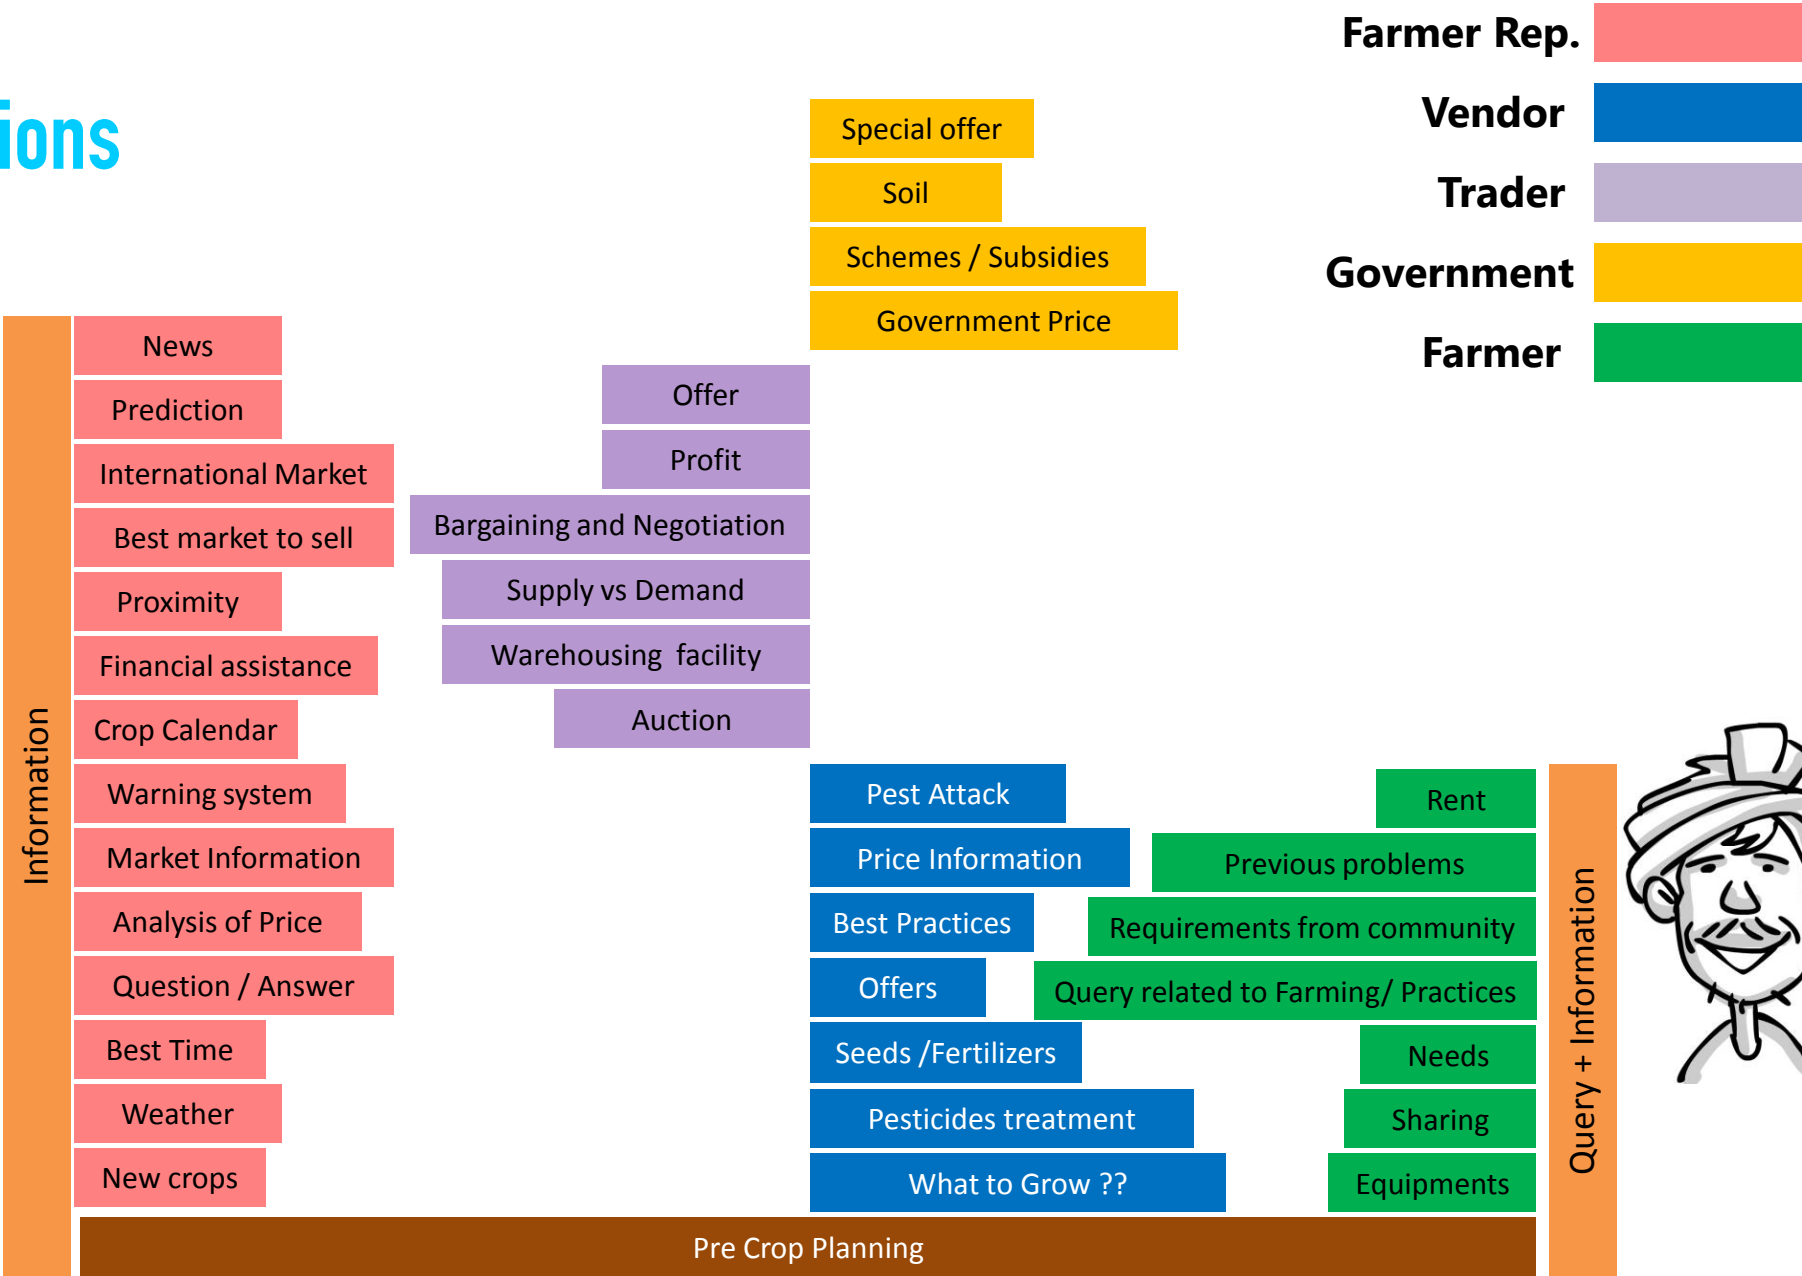 ions
Farmer Rep.
Vendor
Trader
Government
Farmer
Special offer
Soil
Schemes / Subsidies
Government Price
Information
News
Prediction
International Market
Best market to sell
Proximity
Financial assistance
Crop Calendar
Warning system
Market Information
Analysis of Price
Question / Answer
Best Time
Weather
New crops
Offer
Profit
Bargaining and Negotiation
Supply vs Demand
Warehousing facility
Auction
Pest Attack
Price Information
Best Practices
Offers
Seeds /Fertilizers
Pesticides treatment
What to Grow ??
Rent
Previous problems
Requirements from community
Query related to Farming/ Practices
Needs
Sharing
Equipments
Query + Information
Pre Crop Planning